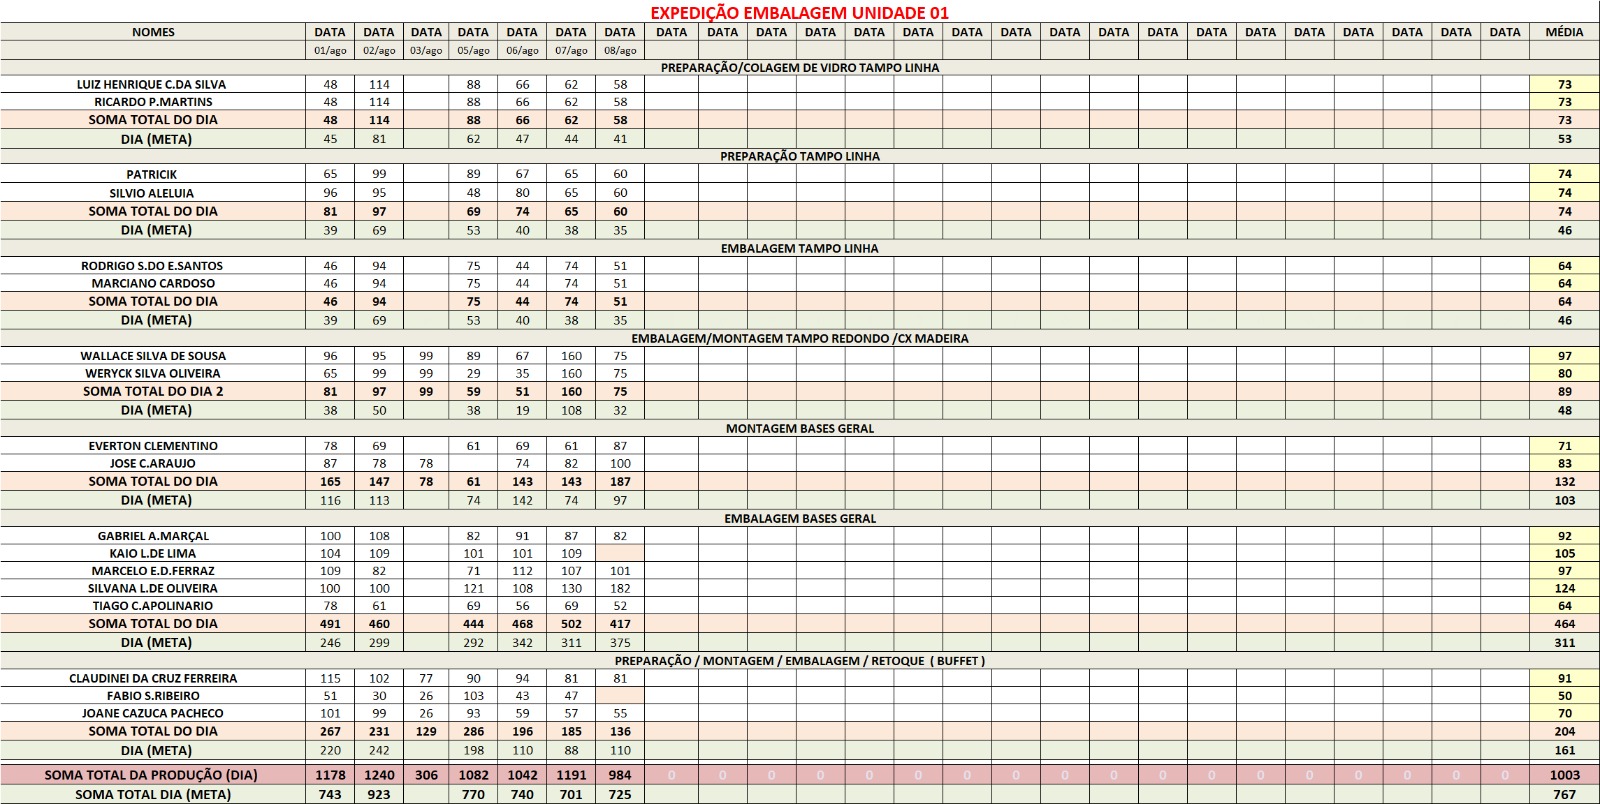 EXPEDIÇÃO EMBALAGEM UNIDADE 01
NOMES DATA DATA DATA DATA DATA DATA DATA DATA DATA DATA DATA DATA DATA DATA DATA DATA DATA DATA DATA DATA DATA DATA DATA DATA DATA MÉDIA
01/ago 02/ago 03/ago 05/ago 06/ago 07/ago 08/ago
PREPARAÇÃO/COLAGEM DE VIDRO TAMPO LINHA
LUIZ HENRIQUE C.DA SILVA 48 114 88 66 62 58 73
RICARDO P.MARTINS 48 114 88 66 62 58 73
SOMA TOTAL DO DIA 48 114 88 66 62 58 73
DIA (META) 45 81 62 47 44 41 53
PREPARAÇÃO TAMPO LINHA
PATRICIK 65 99 89 67 65 60 74
SILVIO ALELUIA 96 95 48 80 65 60 74
SOMA TOTAL DO DIA 81 97 69 74 65 60 74
DIA (META) 39 69 53 40 38 35 46
EMBALAGEM TAMPO LINHA
RODRIGO S.DO E.SANTOS 46 94 75 44 74 51 64
MARCIANO CARDOSO 46 94 75 44 74 51 64
SOMA TOTAL DO DIA 46 94 75 44 74 51 64
DIA (META) 39 69 53 40 38 35 46
EMBALAGEM/MONTAGEM TAMPO REDONDO /CX MADEIRA
WALLACE SILVA DE SOUSA 96 95 99 89 67 160 75 97
WERYCK SILVA OLIVEIRA 65 99 99 29 35 160 75 80
SOMA TOTAL DO DIA 2 81 97 99 59 51 160 75 89
DIA (META) 38 50 38 19 108 32 48
MONTAGEM BASES GERAL
EVERTON CLEMENTINO 78 69 61 69 61 87 71
JOSE C.ARAUJO 87 78 78 74 82 100 83
SOMA TOTAL DO DIA 165 147 78 61 143 143 187 132
DIA (META) 116 113 74 142 74 97 103
EMBALAGEM BASES GERAL
GABRIEL A.MARÇAL 100 108 82 91 87 82 92
KAIO L.DE LIMA 104 109 101 101 109 105
MARCELO E.D.FERRAZ 109 82 71 112 107 101 97
SILVANA L.DE OLIVEIRA 100 100 121 108 130 182 124
TIAGO C.APOLINARIO 78 61 69 56 69 52 64
SOMA TOTAL DO DIA 491 460 444 468 502 417 464
DIA (META) 246 299 292 342 311 375 311
PREPARAÇÃO / MONTAGEM / EMBALAGEM / RETOQUE ( BUFFET )
CLAUDINEI DA CRUZ FERREIRA 115 102 77 90 94 81 81 91
FABIO S.RIBEIRO 51 30 26 103 43 47 50
JOANE CAZUCA PACHECO 101 99 26 93 59 57 55 70
SOMA TOTAL DO DIA 267 231 129 286 196 185 136 204
DIA (META) 220 242 198 110 88 110 161
SOMA TOTAL DA PRODUÇÃO (DIA) 1178 1240 306 1082 1042 1191 984 0 0 0 0 0 0 0 0 0 0 0 0 0 0 0 0 0 0 1003
SOMA TOTAL DIA (META) 743 923 770 740 701 725 767